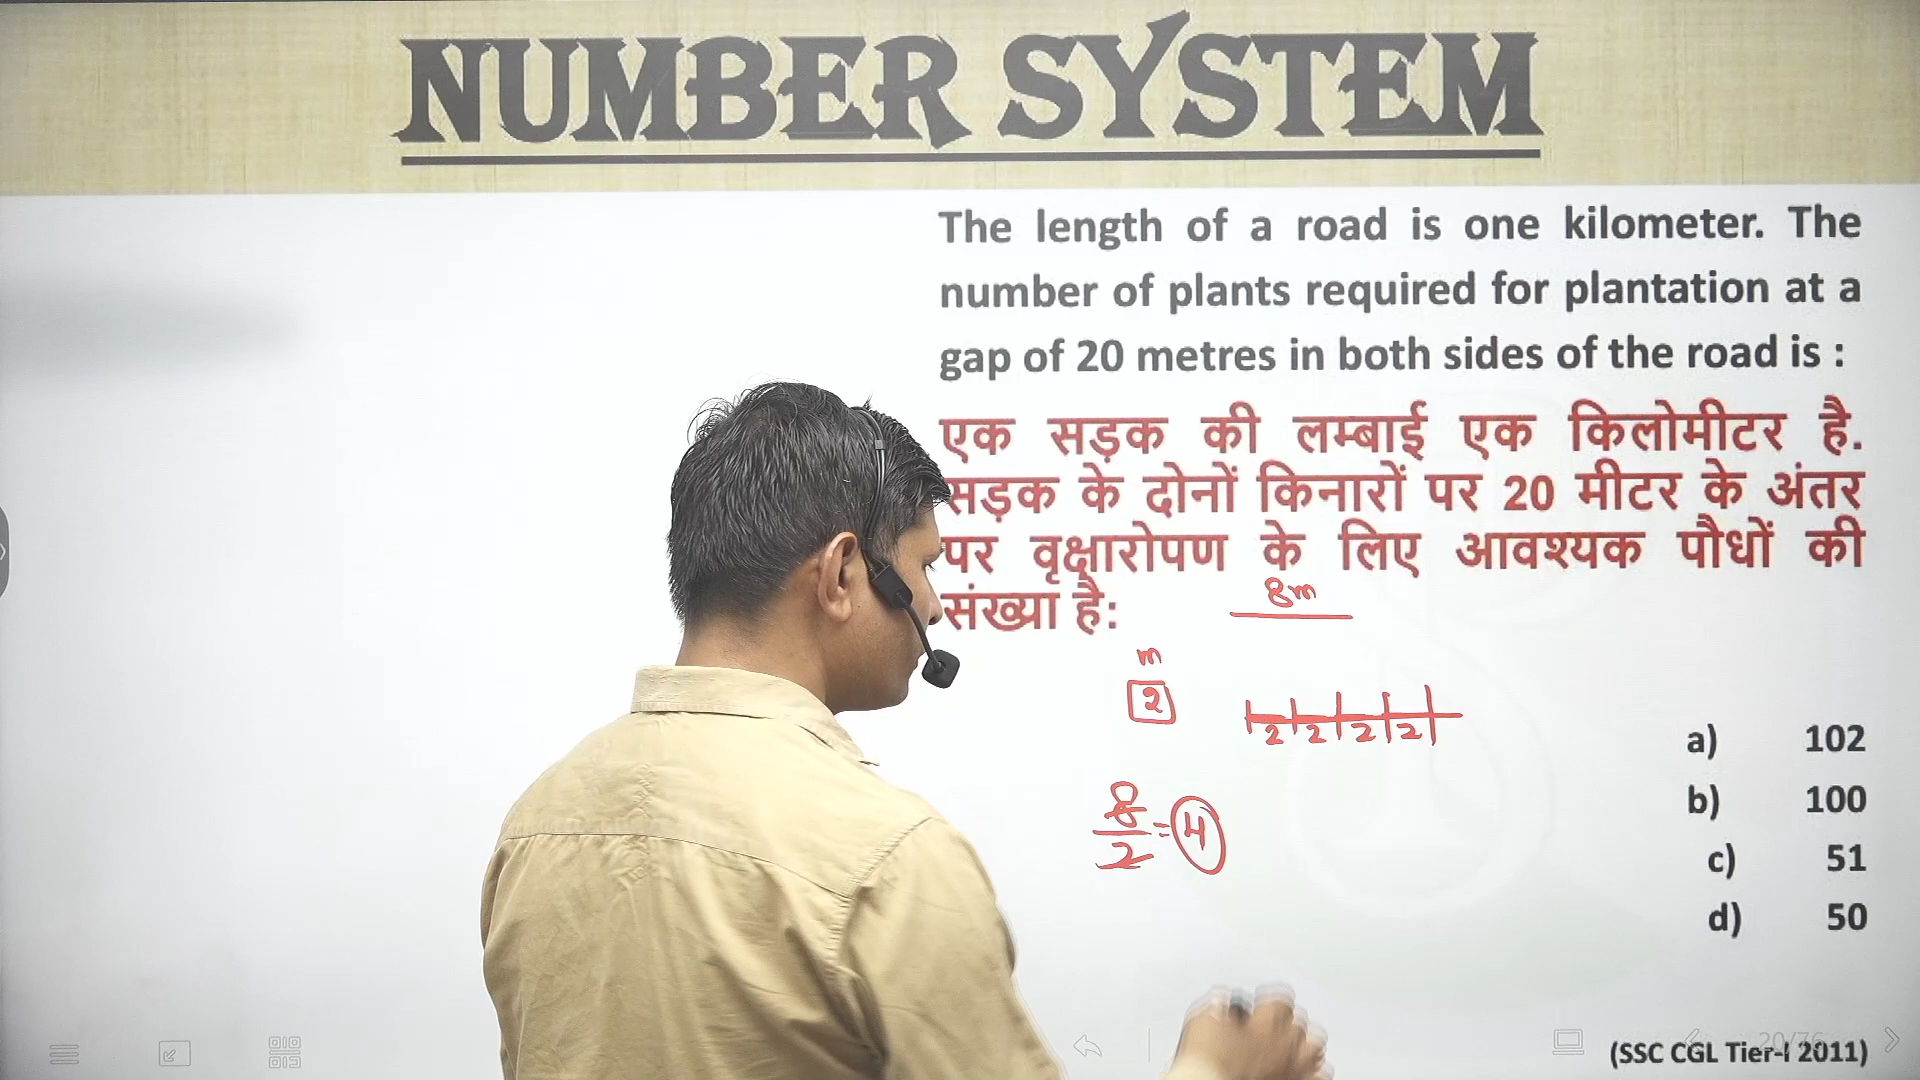 NUMBER SYSTEM
The length of a road is one kilometer. The
number of plants required for plantation at a
gap of 20 metres in both sides of the road is :
एक सड़क की लम्बाई एक किलोमीटर है.
सड़क के दोनों किनारों पर 20 मीटर के अंतर
पर वृक्षारोपण के लिए आवश्यक पौधों की
संख्या है:
8m
m
2
2 2 2 2
8/2 = 4
a) 102
b) 100
c) 51
d) 50
20/76
(SSC CGL Tier-I 2011)